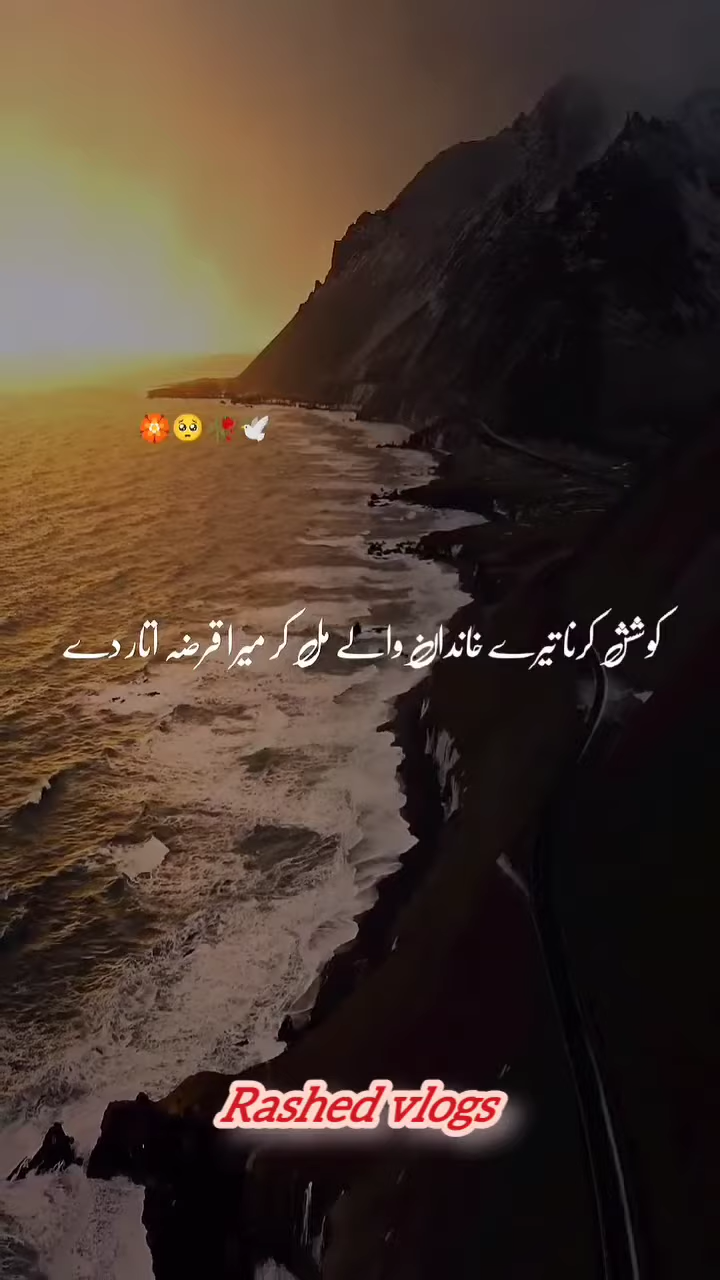 🏵️🥺🥀🕊️
کوشش کرنا تیرے خاندان والے مل کر میرا قرضہ اتار دے
Rashed vlogs